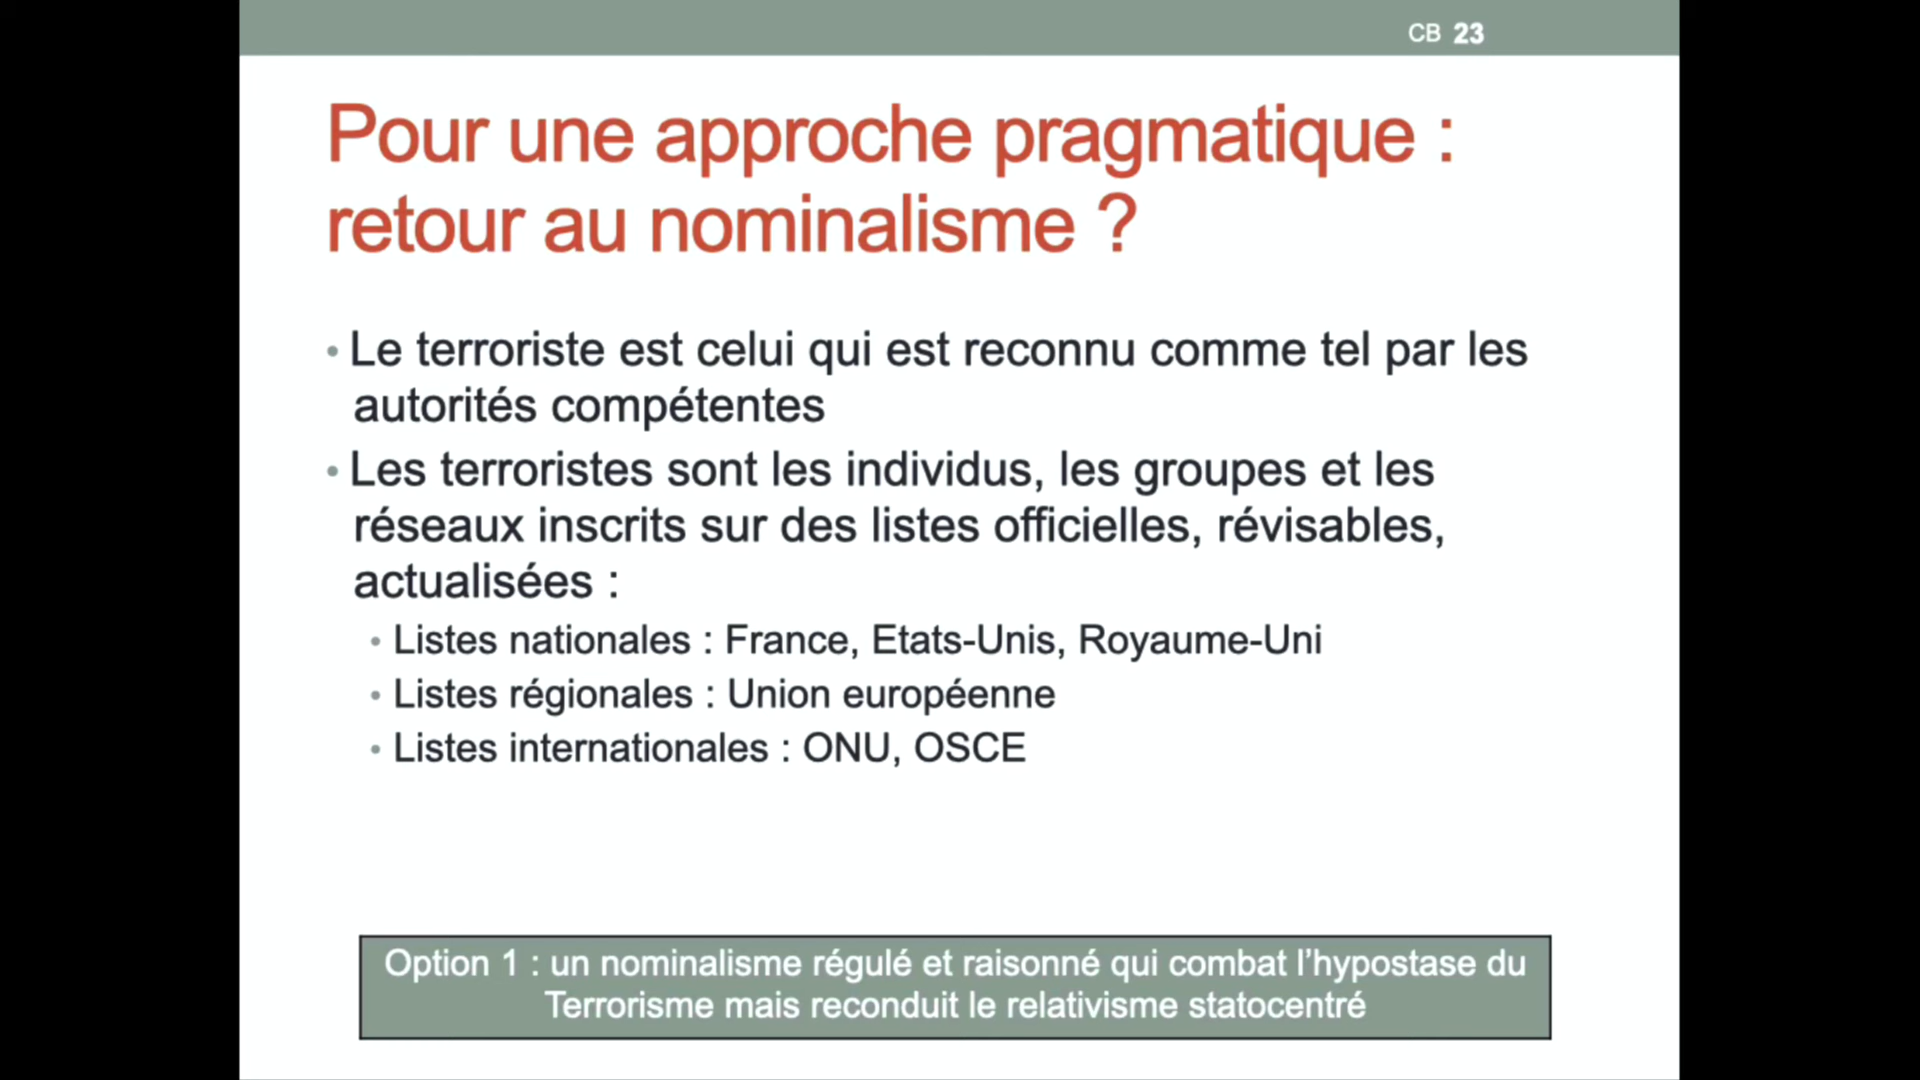 CB 23
Pour une approche pragmatique :
retour au nominalisme ?
• Le terroriste est celui qui est reconnu comme tel par les
autorités compétentes
• Les terroristes sont les individus, les groupes et les
réseaux inscrits sur des listes officielles, révisables,
actualisées :
• Listes nationales : France, Etats-Unis, Royaume-Uni
• Listes régionales : Union européenne
• Listes internationales : ONU, OSCE
Option 1 : un nominalisme régulé et raisonné qui combat l’hypostase du
Terrorisme mais reconduit le relativisme statocentré